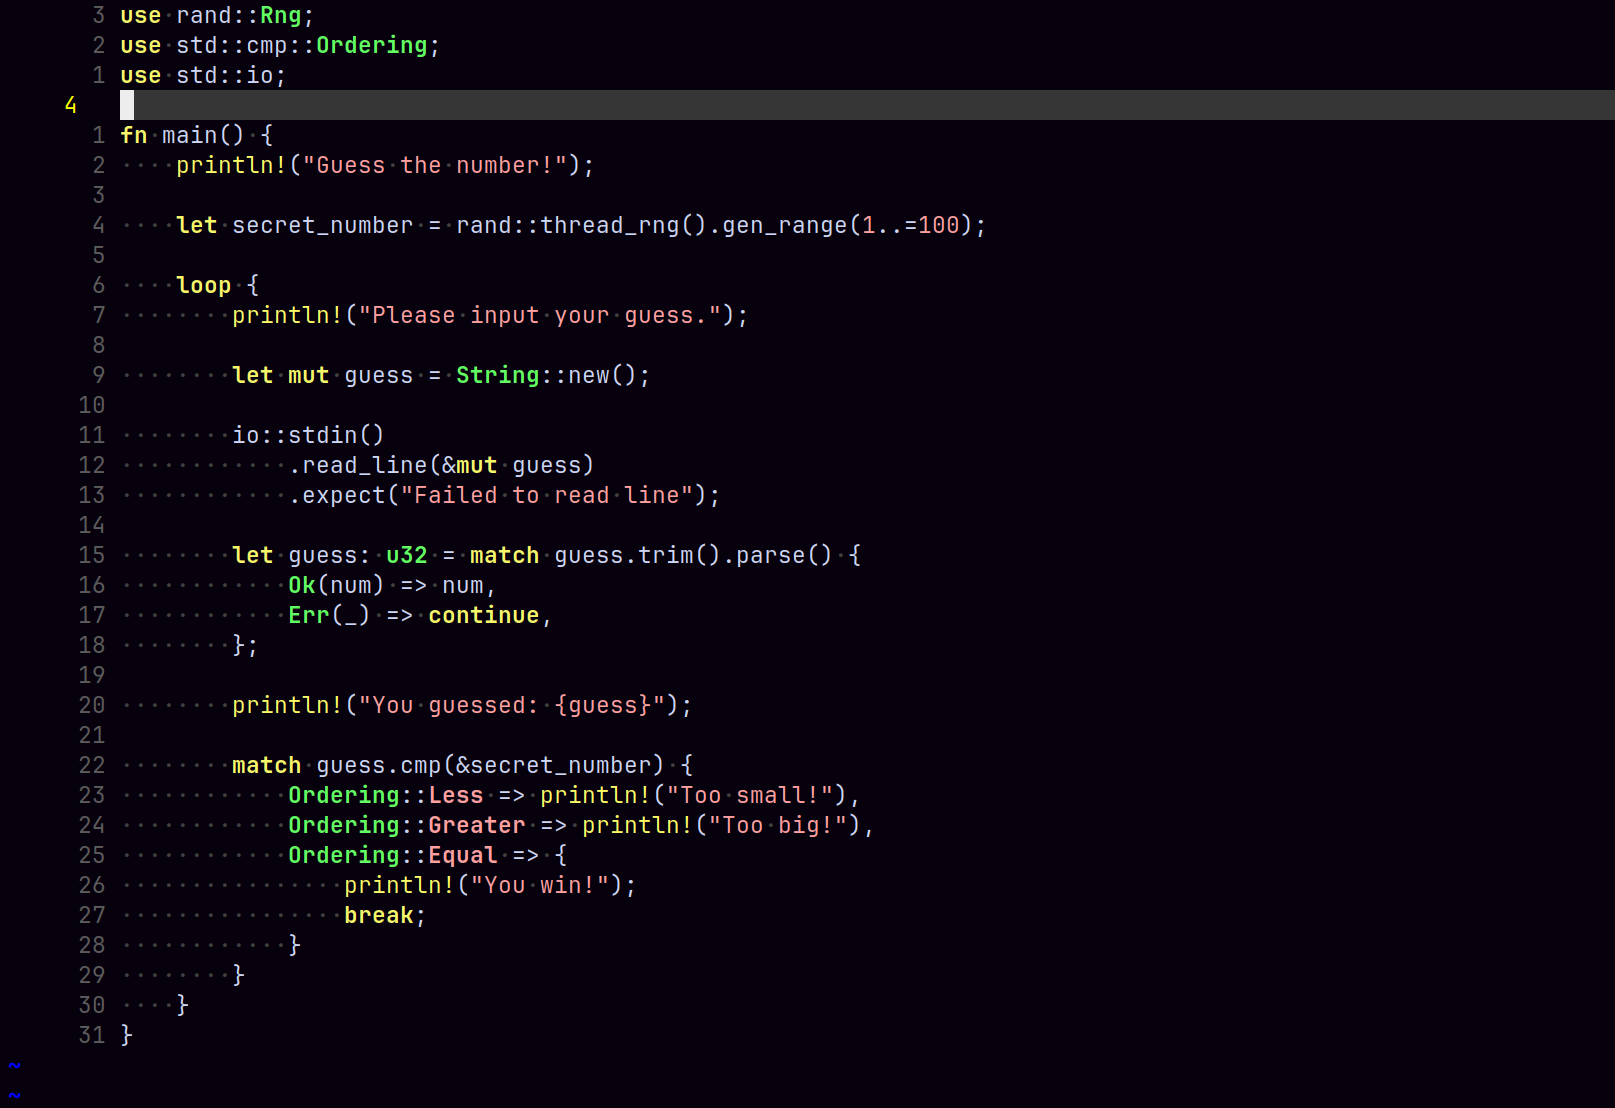 3 use rand::Rng;
2 use std::cmp::Ordering;
1 use std::io;
4
1 fn main() {
2 ····println!("Guess the number!");
3
4 ····let secret_number = rand::thread_rng().gen_range(1..=100);
5
6 ····loop {
7 ········println!("Please input your guess.");
8
9 ········let mut guess = String::new();
10
11 ········io::stdin()
12 ············.read_line(&mut guess)
13 ············.expect("Failed to read line");
14
15 ········let guess: u32 = match guess.trim().parse() {
16 ············Ok(num) => num,
17 ············Err(_) => continue,
18 ········};
19
20 ········println!("You guessed: {guess}");
21
22 ········match guess.cmp(&secret_number) {
23 ············Ordering::Less => println!("Too small!"),
24 ············Ordering::Greater => println!("Too big!"),
25 ············Ordering::Equal => {
26 ················println!("You win!");
27 ················break;
28 ············}
29 ········}
30 ····}
31 }
~
~